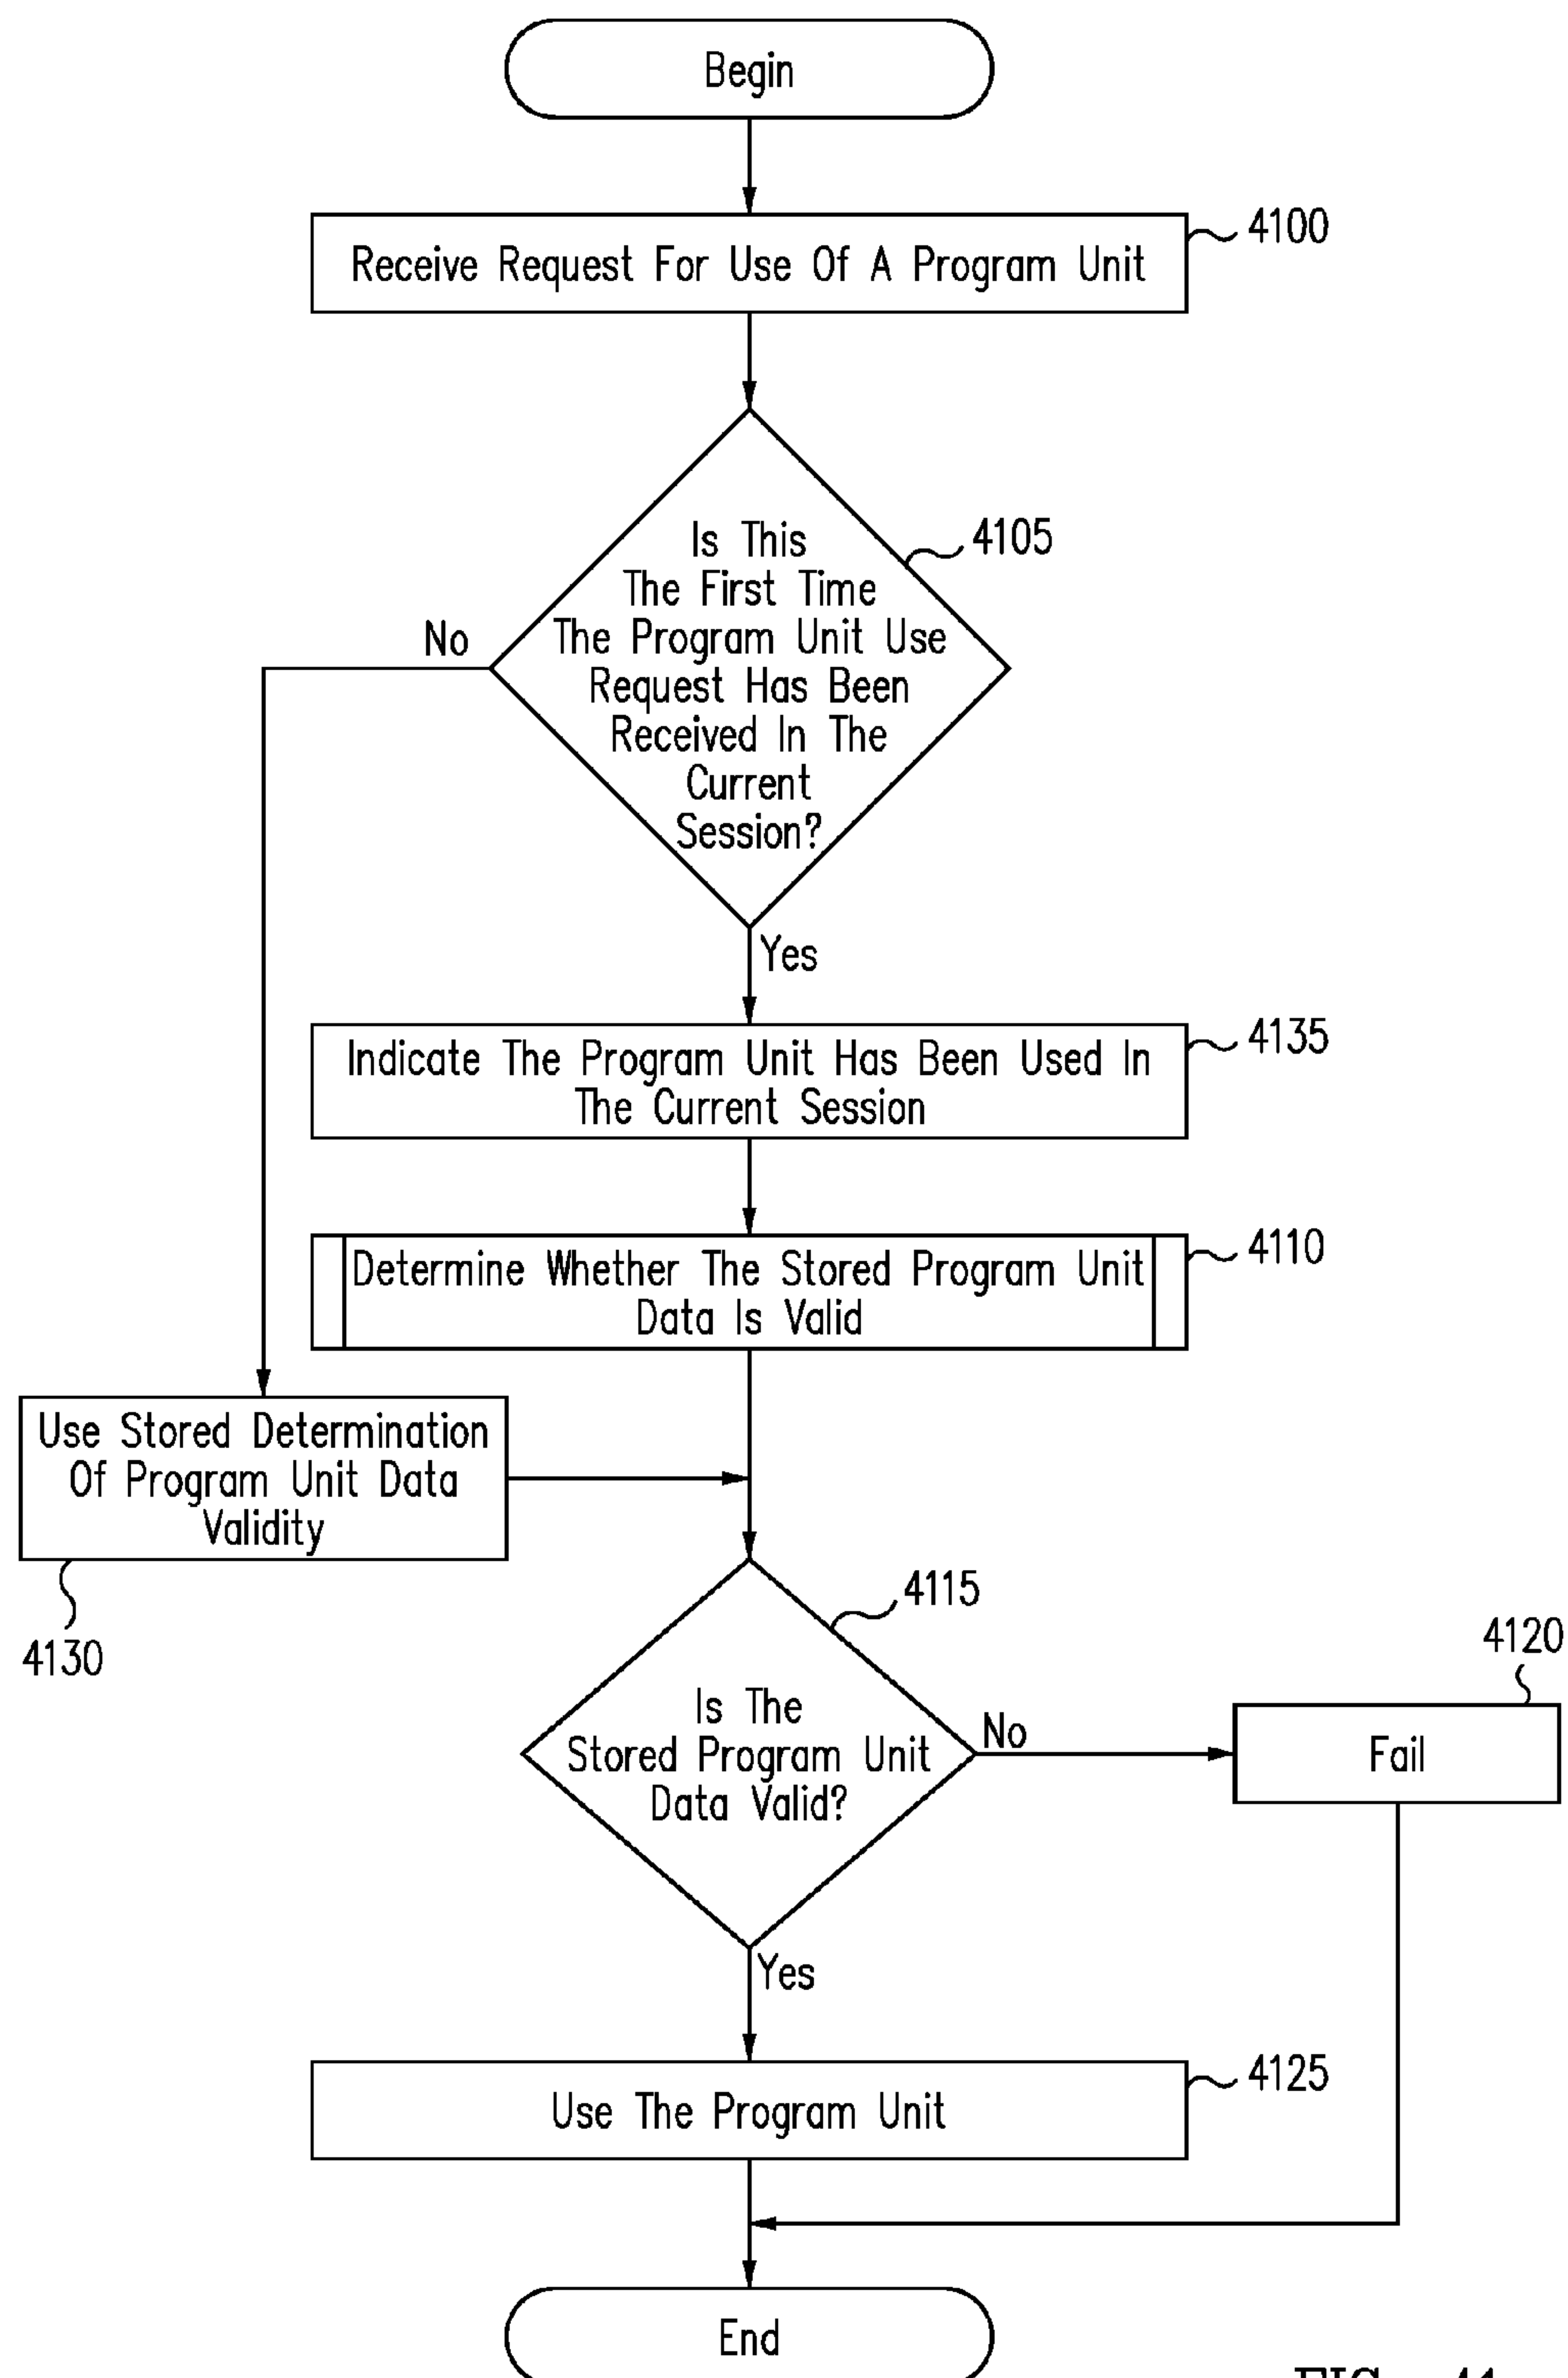 Begin
Receive Request For Use Of A Program Unit
4100
Is This
The First Time
The Program Unit Use
Request Has Been
Received In The
Current
Session?
4105
No
Yes
Indicate The Program Unit Has Been Used In
The Current Session
4135
Determine Whether The Stored Program Unit
Data Is Valid
4110
Use Stored Determination
Of Program Unit Data
Validity
4130
Is The
Stored Program Unit
Data Valid?
4115
No
Fail
4120
Yes
Use The Program Unit
4125
End